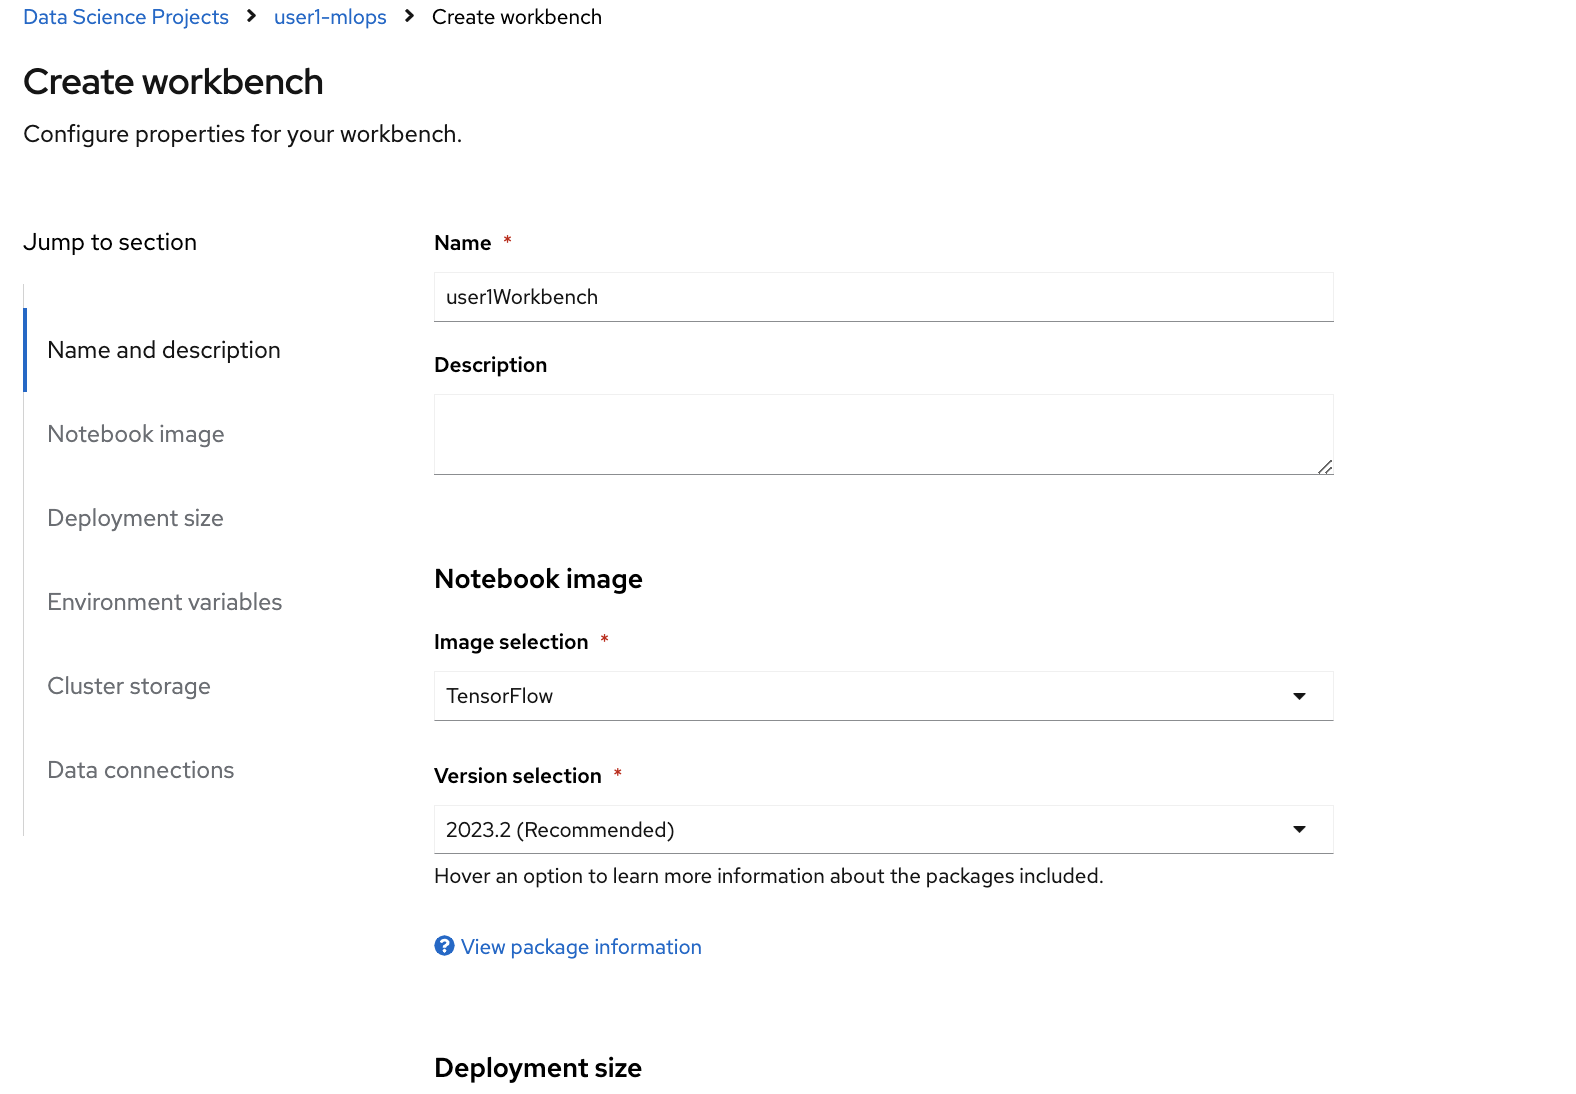 Data Science Projects > user1-mlops > Create workbench
Create workbench
Configure properties for your workbench.
Jump to section
Name and description
Notebook image
Deployment size
Environment variables
Cluster storage
Data connections
Name *
user1Workbench
Description
Notebook image
Image selection *
TensorFlow
Version selection *
2023.2 (Recommended)
Hover an option to learn more information about the packages included.
View package information
Deployment size